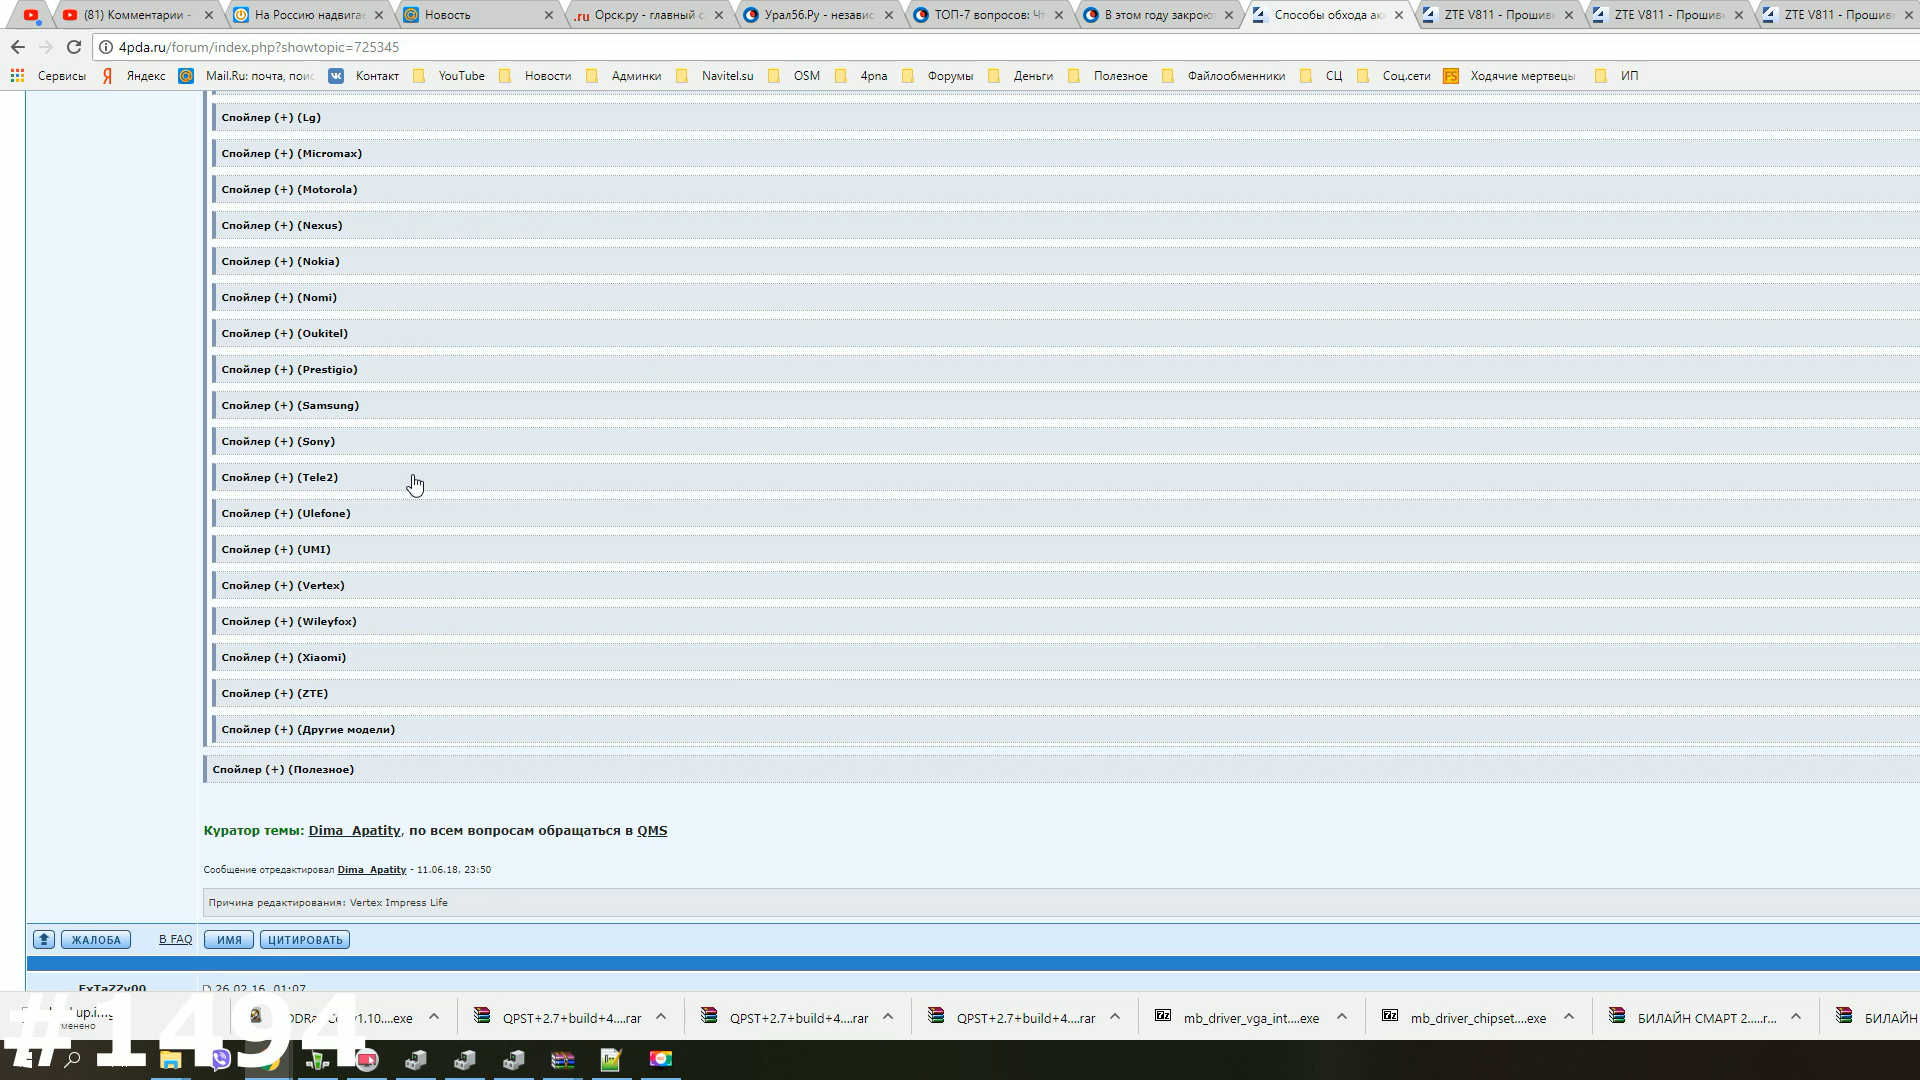 (81) Комментарии -
На Россию надвига
Новость
.ru Орск.ру - главный с
Урал56.Ру - независ
ТОП-7 вопросов: Ч
В этом году закрою
Способы обхода ак
ZTE V811 - Прошив
ZTE V811 - Прошив
ZTE V811 - Прошив
4pda.ru/forum/index.php?showtopic=725345
Сервисы
Яндекс
Mail.Ru: почта, пои
Контакт
YouTube
Новости
Админки
Navitel.su
OSM
4pna
Форумы
Деньги
Полезное
Файлообменники
СЦ
Соц.сети
FS Ходячие мертвецы
ИП
Спойлер (+) (Lg)
Спойлер (+) (Micromax)
Спойлер (+) (Motorola)
Спойлер (+) (Nexus)
Спойлер (+) (Nokia)
Спойлер (+) (Nomi)
Спойлер (+) (Oukitel)
Спойлер (+) (Prestigio)
Спойлер (+) (Samsung)
Спойлер (+) (Sony)
Спойлер (+) (Tele2)
Спойлер (+) (Ulefone)
Спойлер (+) (UMI)
Спойлер (+) (Vertex)
Спойлер (+) (Wileyfox)
Спойлер (+) (Xiaomi)
Спойлер (+) (ZTE)
Спойлер (+) (Другие модели)
Спойлер (+) (Полезное)
Куратор темы: Dima_Apatity, по всем вопросам обращаться в QMS
Сообщение отредактировал Dima_Apatity - 11.06.18, 23:50
Причина редактирования: Vertex Impress Life
ЖАЛОБА
В FAQ
ИМЯ
ЦИТИРОВАТЬ
ExTaZZy00
26.02.16, 01:07
QPST+2.7+build+4....rar
QPST+2.7+build+4....rar
QPST+2.7+build+4....rar
mb_driver_vga_int....exe
mb_driver_chipset....exe
БИЛАЙН СМАРТ 2.....r...
БИЛАЙН
#1494